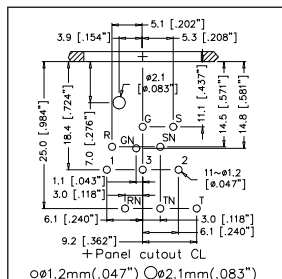 5.1 [.202"]
3.9 [.154"]
5.3 [.208"]
ø2.1
[ø.083"]
11.1 [.437"]
14.5 [.571"]
14.8 [.581"]
25.0 [.984"]
18.4 [.724"]
7.0 [.276"]
G S
R GN SN
1 3 2
11~ø1.2
[ø.047"]
1.1 [.043"]
3.0 [.118"]
RN TN T
6.1 [.240"]
3.0 [.118"]
6.1 [.240"]
9.2 [.362"]
Panel cutout CL
ø1.2mm(.047") ø2.1mm(.083")